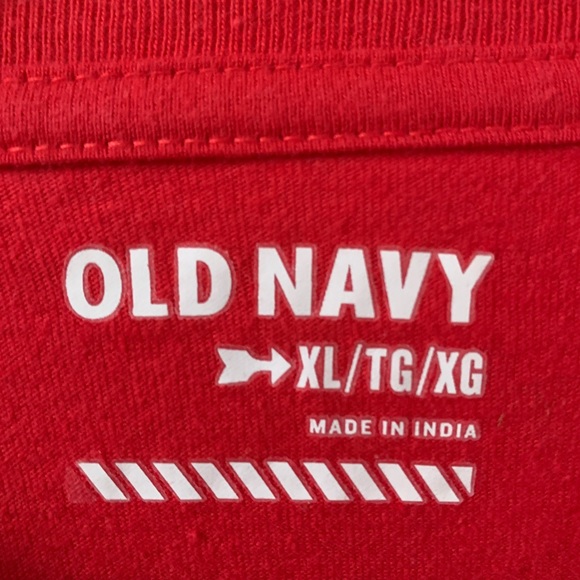 OLD NAVY
XL/TG/XG
MADE IN INDIA